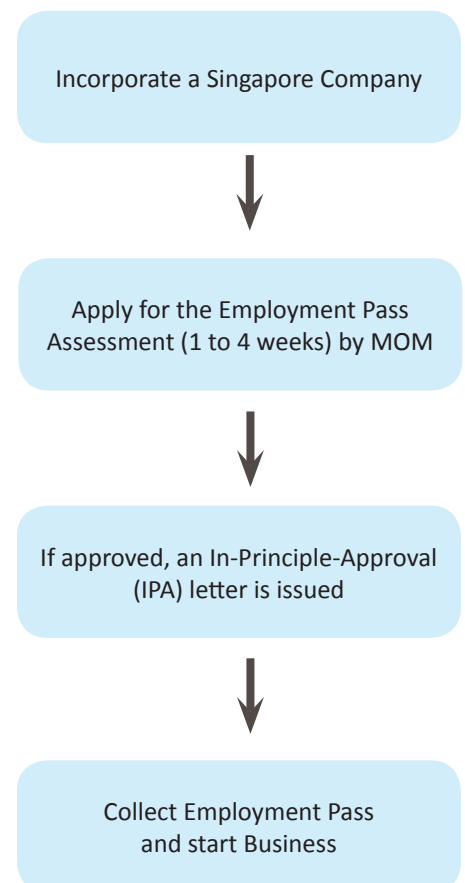 Incorporate a Singapore Company
Apply for the Employment Pass
Assessment (1 to 4 weeks) by MOM
If approved, an In-Principle-Approval
(IPA) letter is issued
Collect Employment Pass
and start Business